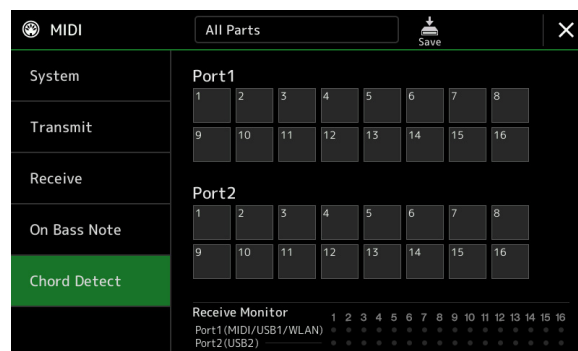 MIDI
All Parts
Save
System
Transmit
Receive
On Bass Note
Chord Detect
Port1
1 2 3 4 5 6 7 8
9 10 11 12 13 14 15 16
Port2
1 2 3 4 5 6 7 8
9 10 11 12 13 14 15 16
Receive Monitor 1 2 3 4 5 6 7 8 9 10 11 12 13 14 15 16
Port1(MIDI/USB1/WLAN)
Port2(USB2)